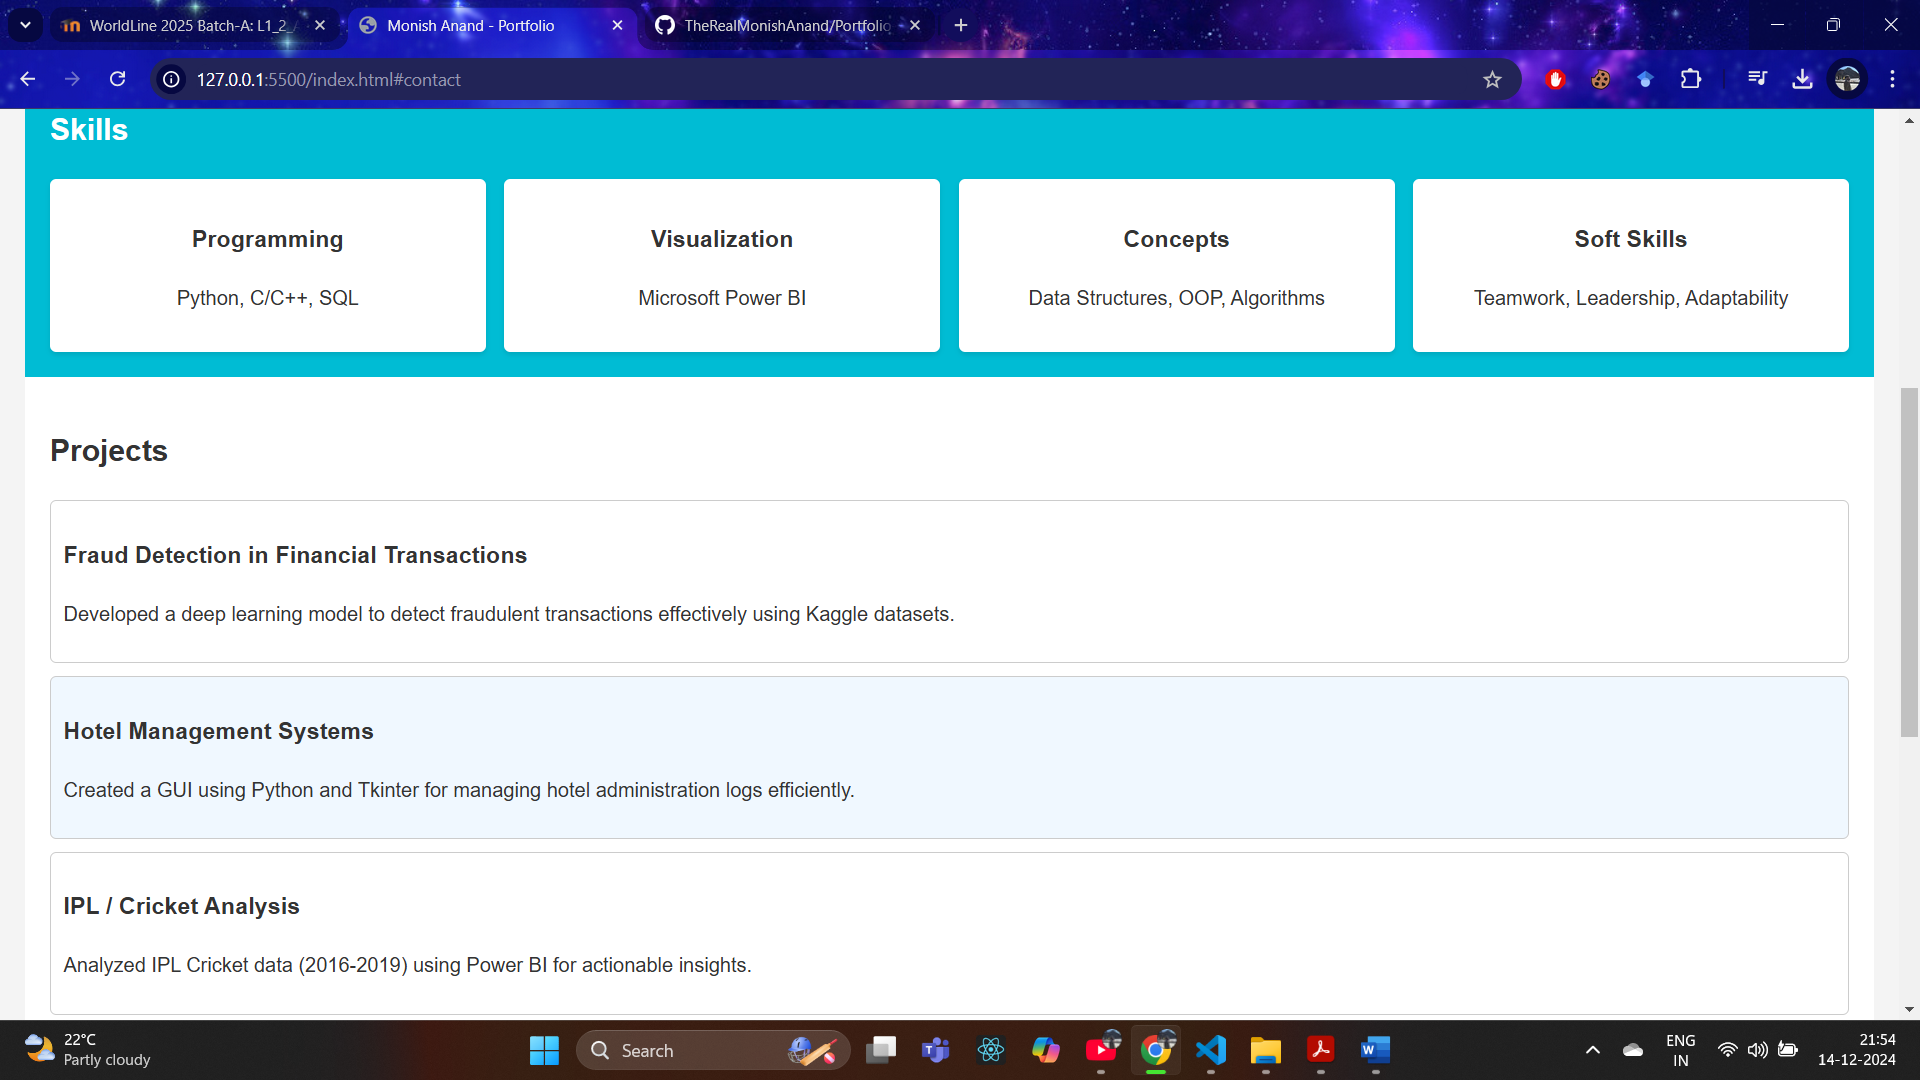 WorldLine 2025 Batch-A: L1_2_
Monish Anand - Portfolio
TheRealMonishAnand/Portfolio
127.0.0.1:5500/index.html#contact
Skills
Programming
Python, C/C++, SQL
Visualization
Microsoft Power BI
Concepts
Data Structures, OOP, Algorithms
Soft Skills
Teamwork, Leadership, Adaptability
Projects
Fraud Detection in Financial Transactions
Developed a deep learning model to detect fraudulent transactions effectively using Kaggle datasets.
Hotel Management Systems
Created a GUI using Python and Tkinter for managing hotel administration logs efficiently.
IPL / Cricket Analysis
Analyzed IPL Cricket data (2016-2019) using Power BI for actionable insights.
22°C
Partly cloudy
Search
ENG
IN
21:54
14-12-2024